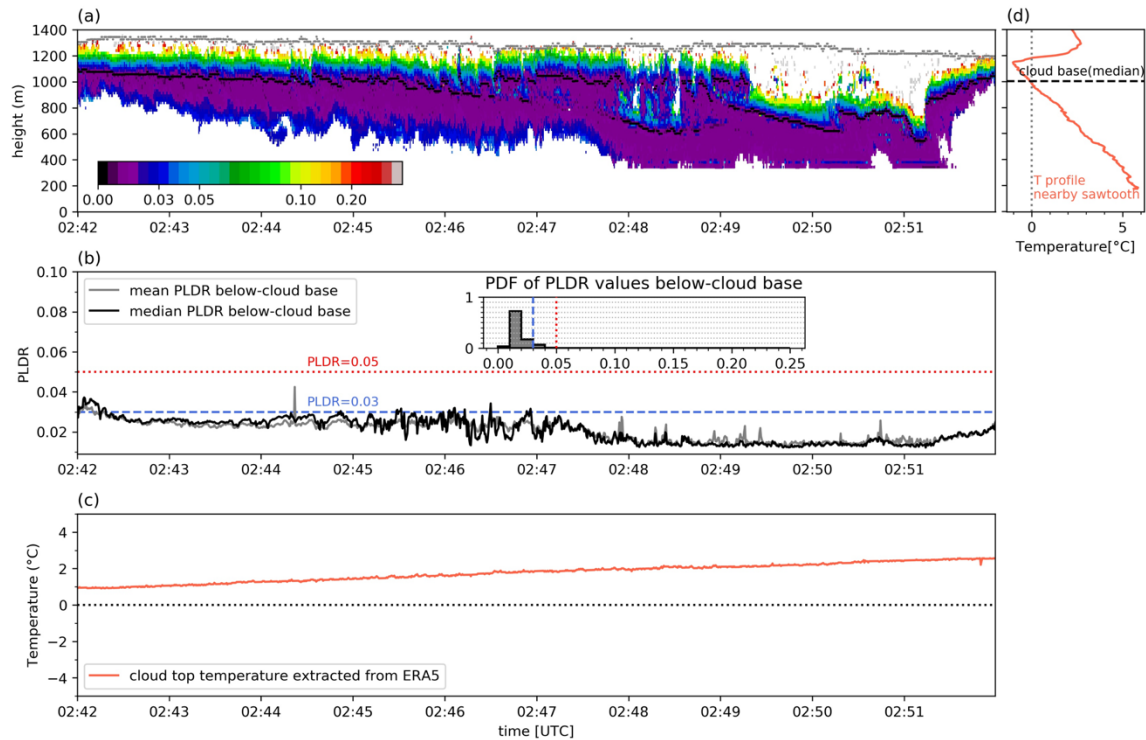 (a)
height (m)
1400
1200
1000
800
600
400
200
0
0.00 0.03 0.05 0.10 0.20
02:42 02:43 02:44 02:45 02:46 02:47 02:48 02:49 02:50 02:51
(d)
cloud base(median)
T profile
nearby sawtooth
0 5
Temperature[°C]
(b)
PLDR
0.10
0.08
0.06
0.04
0.02
mean PLDR below-cloud base
median PLDR below-cloud base
PDF of PLDR values below-cloud base
1
0
0.00 0.05 0.10 0.15 0.20 0.25
PLDR=0.05
PLDR=0.03
02:42 02:43 02:44 02:45 02:46 02:47 02:48 02:49 02:50 02:51
(c)
Temperature (°C)
4
2
0
−2
−4
cloud top temperature extracted from ERA5
02:42 02:43 02:44 02:45 02:46 02:47 02:48 02:49 02:50 02:51
time [UTC]